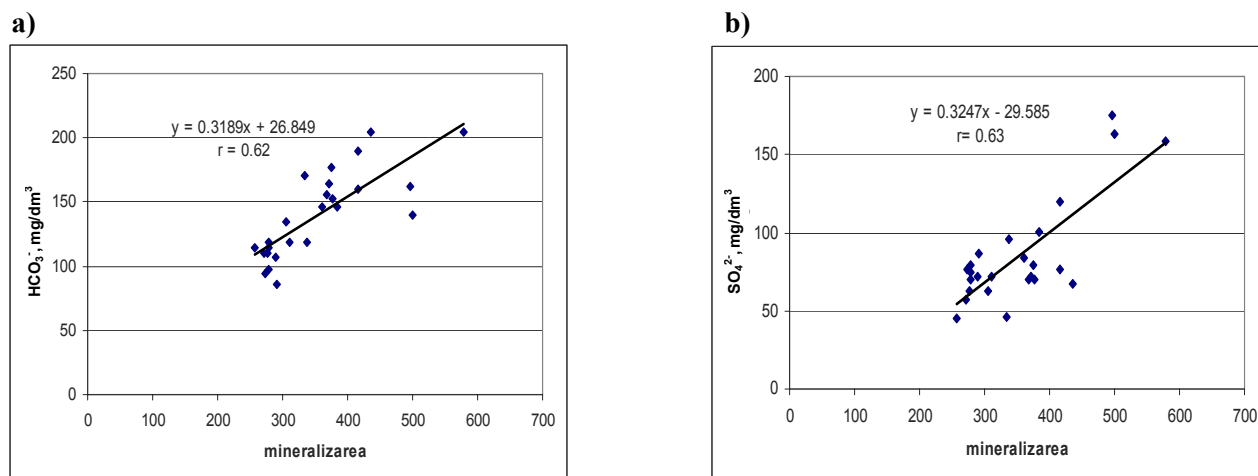 a)
250
200
150
100
50
0
y = 0.3189x + 26.849
r = 0.62
HCO₃⁻, mg/dm³
0 100 200 300 400 500 600 700
mineralizarea
b)
200
150
100
50
0
y = 0.3247x - 29.585
r= 0.63
SO₄²⁻, mg/dm³
0 100 200 300 400 500 600 700
mineralizarea